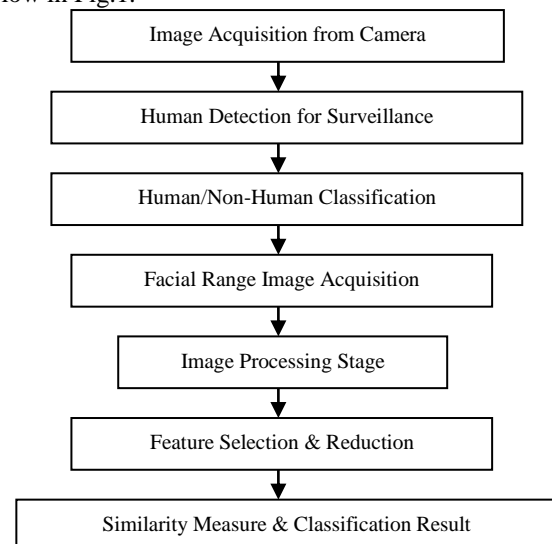 Image Acquisition from Camera
Human Detection for Surveillance
Human/Non-Human Classification
Facial Range Image Acquisition
Image Processing Stage
Feature Selection & Reduction
Similarity Measure & Classification Result